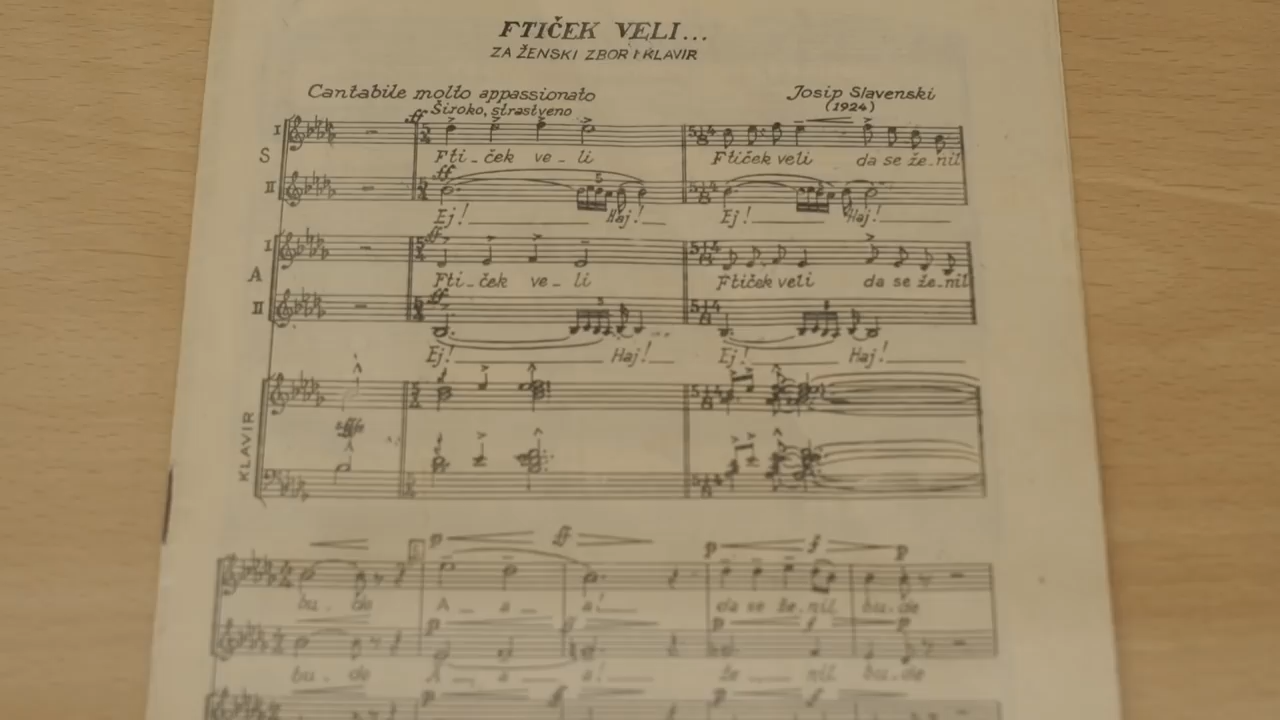 FTIČEK VELI...
ZA ŽENSKI ZBOR I KLAVIR
Cantabile molto appassionato
Široko, strastveno
Josip Slavenski
(1924)
I
S
Fti - ček ve - li Ftiček veli da se že-nil
II
Ej! Haj! Ej! Haj!
I
A
Fti - ček ve - li Ftiček veli da se že-nil
II
Ej! Haj! Ej! Haj!
KLAVIR
bu - de A - a - a! da se že-nil bu-de
bu - de A - a - a! že nil bu-de